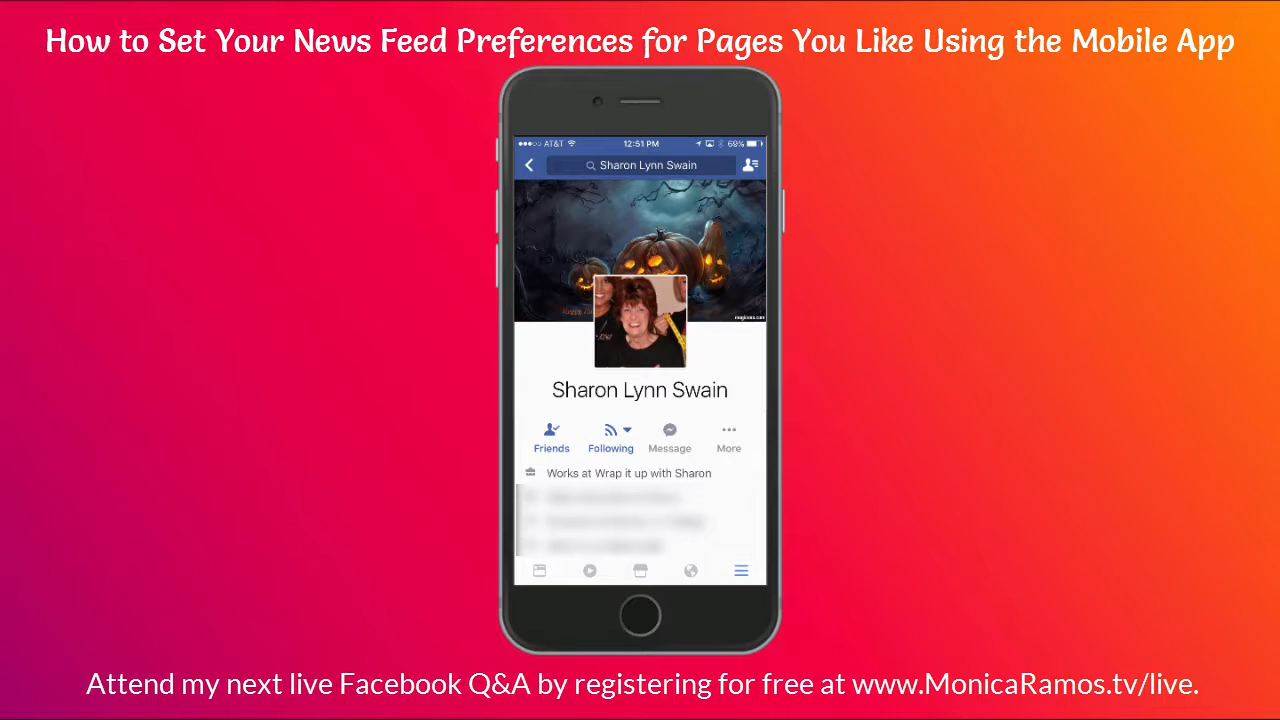 How to Set Your News Feed Preferences for Pages You Like Using the Mobile App
AT&T 12:51 PM 69%
Sharon Lynn Swain
Sharon Lynn Swain
Friends Following Message More
Works at Wrap it up with Sharon
Attend my next live Facebook Q&A by registering for free at www.MonicaRamos.tv/live.